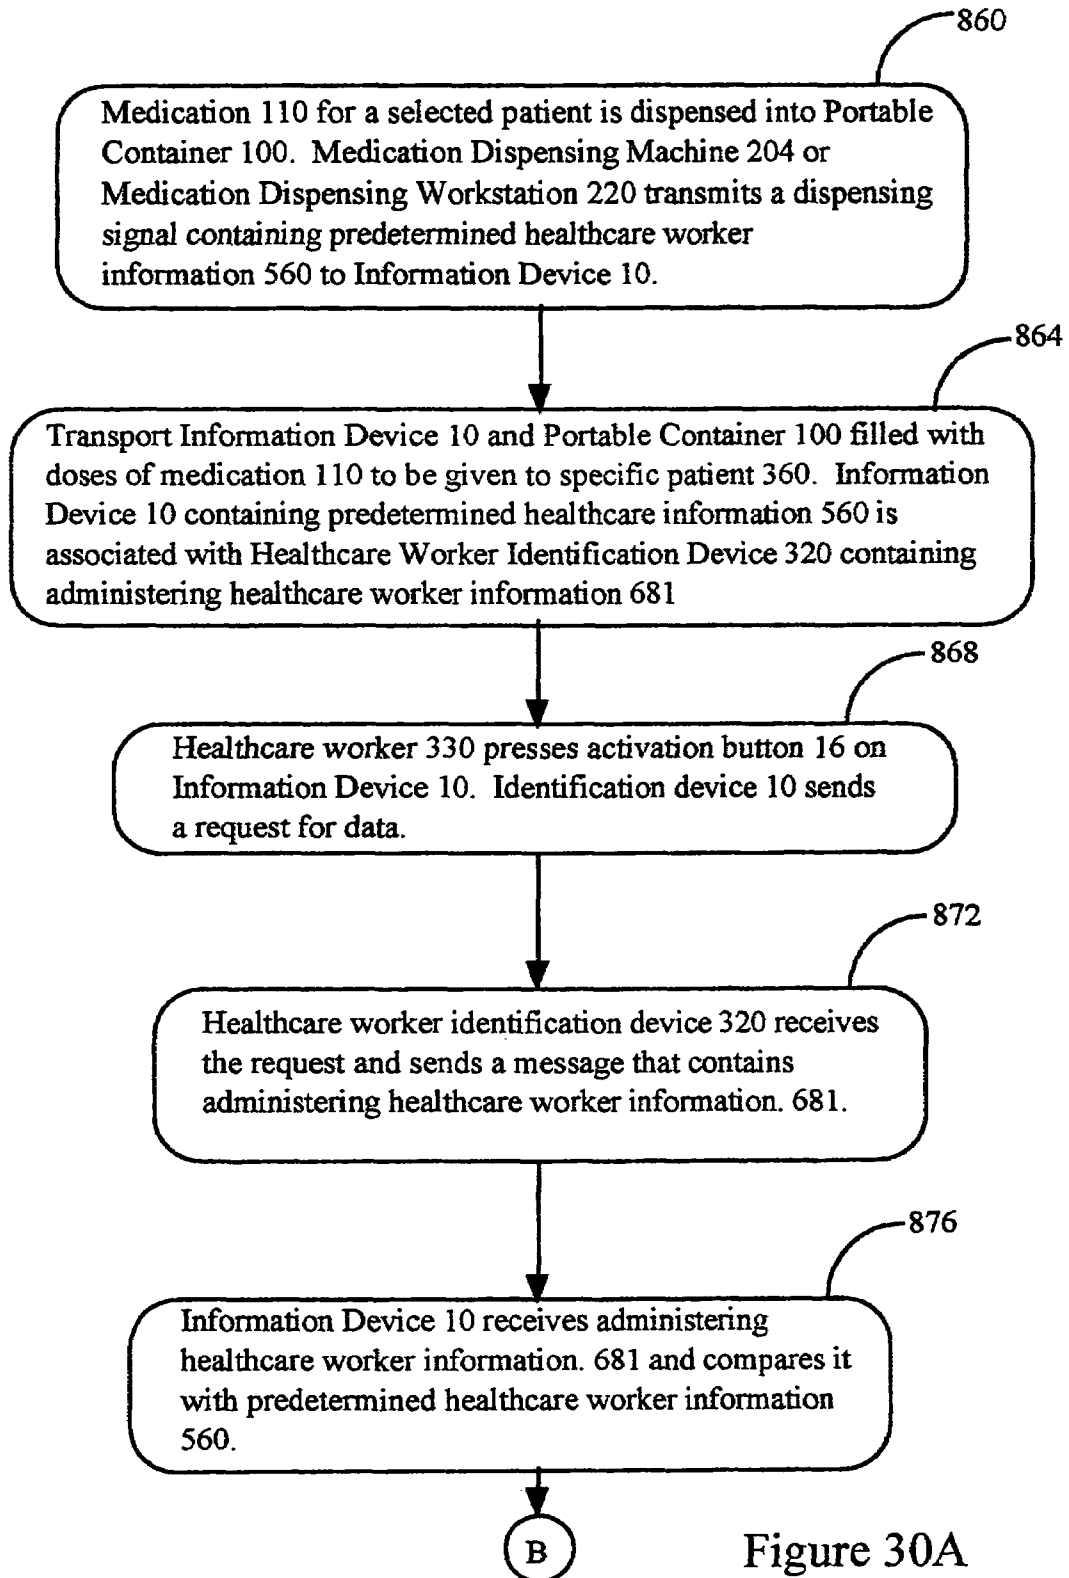 860
Medication 110 for a selected patient is dispensed into Portable
Container 100. Medication Dispensing Machine 204 or
Medication Dispensing Workstation 220 transmits a dispensing
signal containing predetermined healthcare worker
information 560 to Information Device 10.
864
Transport Information Device 10 and Portable Container 100 filled with
doses of medication 110 to be given to specific patient 360. Information
Device 10 containing predetermined healthcare information 560 is
associated with Healthcare Worker Identification Device 320 containing
administering healthcare worker information 681
868
Healthcare worker 330 presses activation button 16 on
Information Device 10. Identification device 10 sends
a request for data.
872
Healthcare worker identification device 320 receives
the request and sends a message that contains
administering healthcare worker information. 681.
876
Information Device 10 receives administering
healthcare worker information. 681 and compares it
with predetermined healthcare worker information
560.
B
Figure 30A